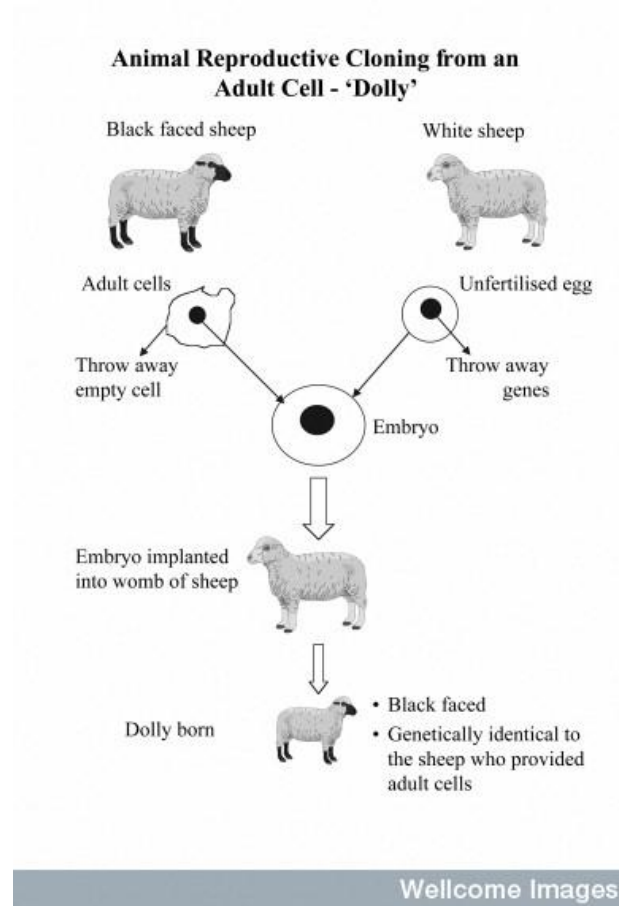 Animal Reproductive Cloning from an
Adult Cell - ‘Dolly’
Black faced sheep
White sheep
Adult cells
Unfertilised egg
Throw away
empty cell
Throw away
genes
Embryo
Embryo implanted
into womb of sheep
Dolly born
• Black faced
• Genetically identical to
the sheep who provided
adult cells
Wellcome Images